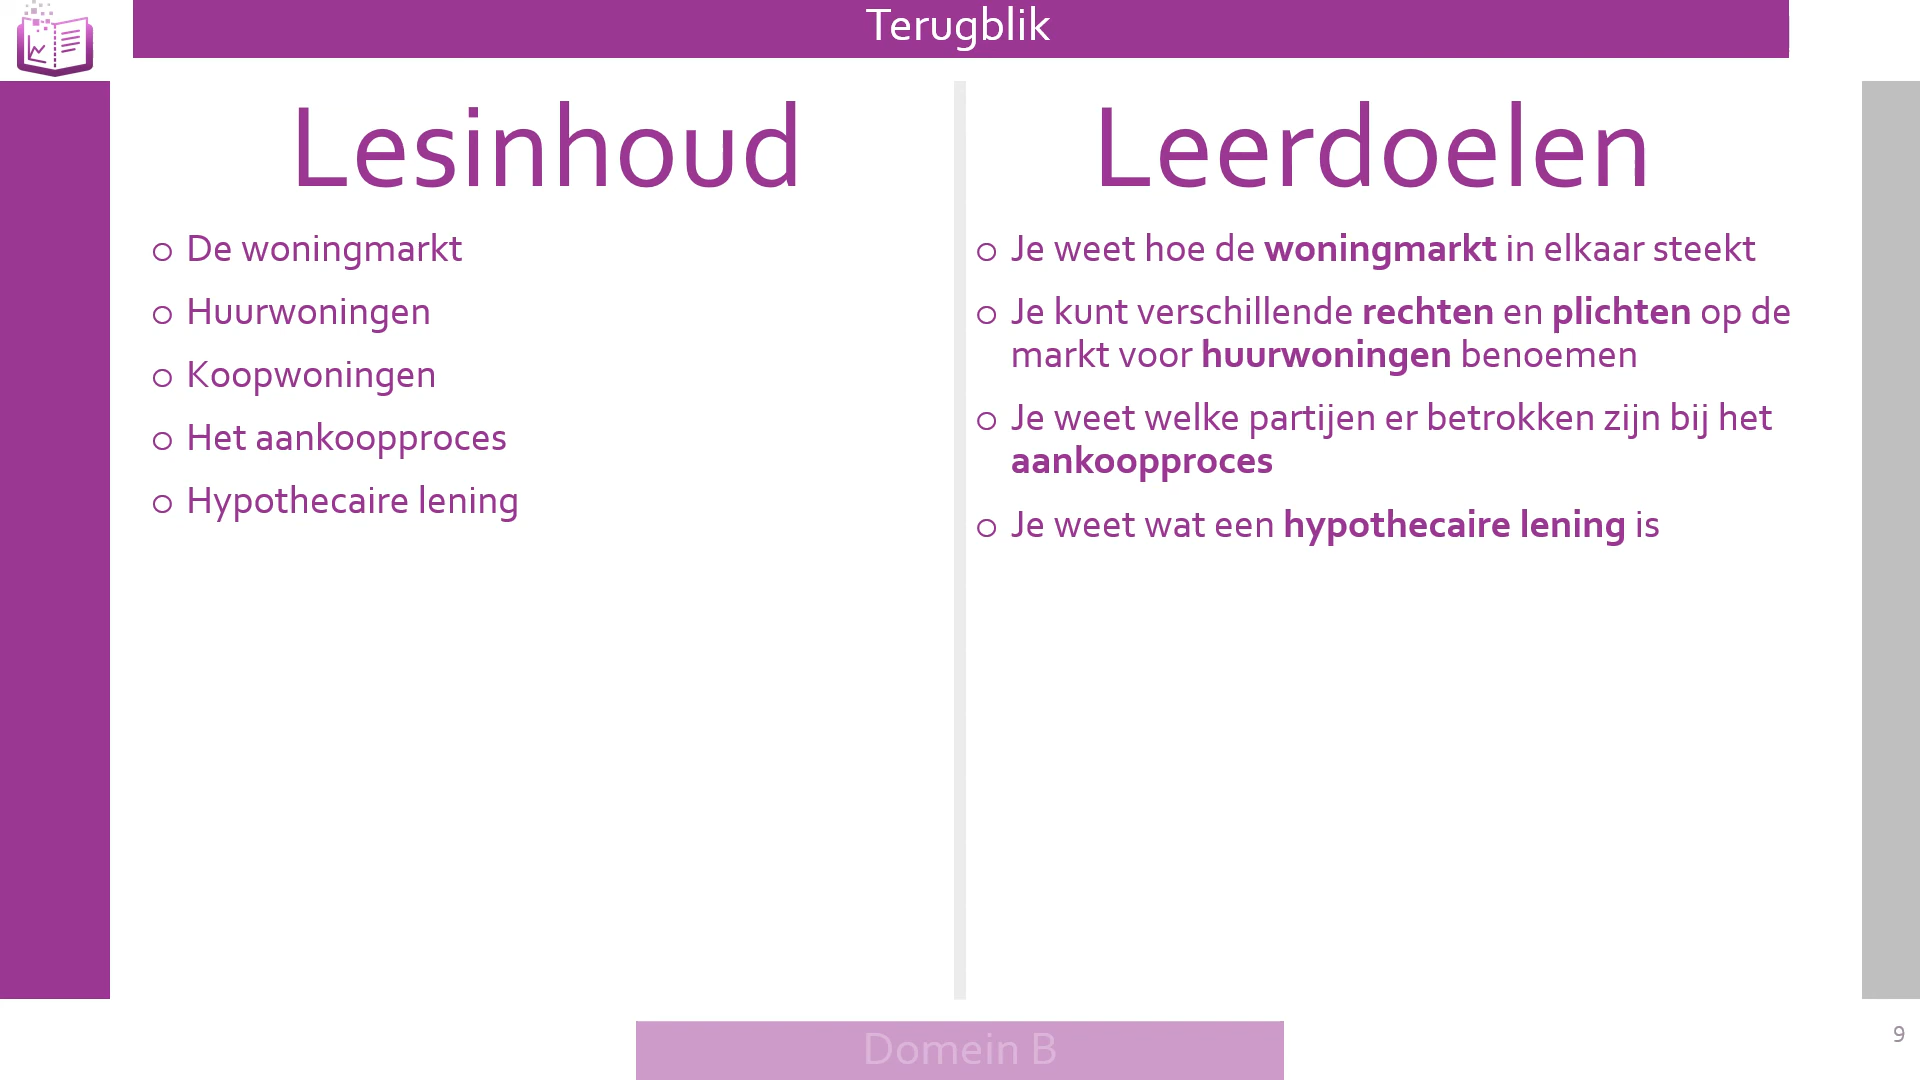 Terugblik
Lesinhoud
o De woningmarkt
o Huurwoningen
o Koopwoningen
o Het aankoopproces
o Hypothecaire lening
Leerdoelen
o Je weet hoe de woningmarkt in elkaar steekt
o Je kunt verschillende rechten en plichten op de
markt voor huurwoningen benoemen
o Je weet welke partijen er betrokken zijn bij het
aankoopproces
o Je weet wat een hypothecaire lening is
Domein B
9